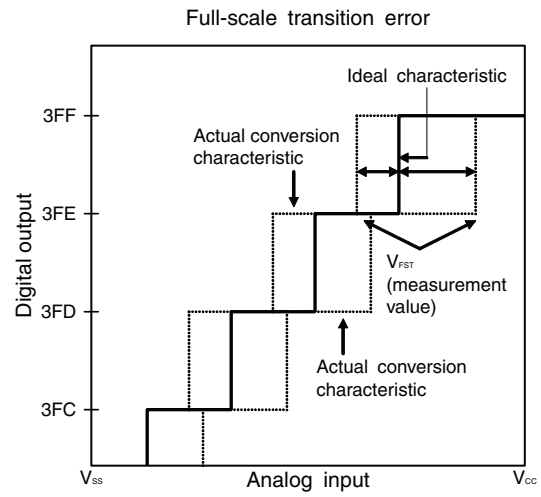 Full-scale transition error
Ideal characteristic
3FF
Actual conversion
characteristic
3FE
VFST
(measurement
value)
Digital output
3FD
Actual conversion
characteristic
3FC
VSS
Analog input
VCC